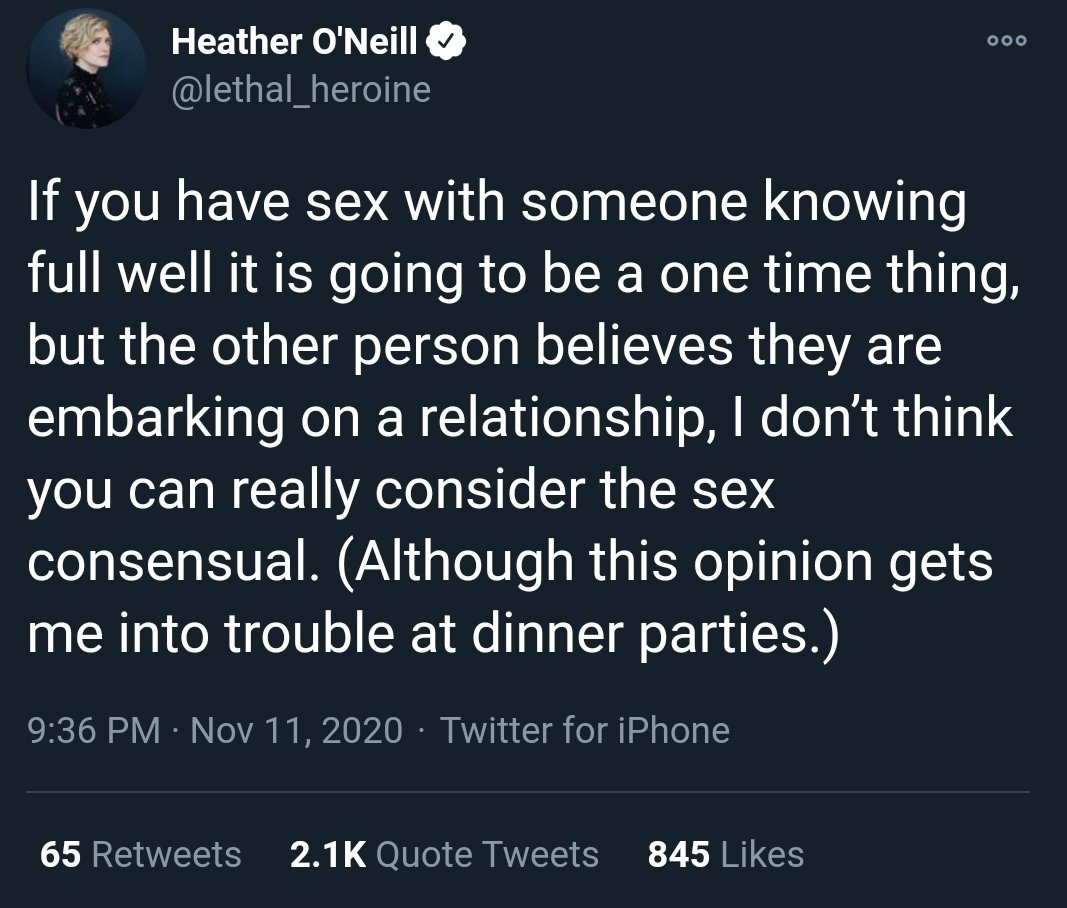 Heather O'Neill
@lethal_heroine
If you have sex with someone knowing
full well it is going to be a one time thing,
but the other person believes they are
embarking on a relationship, I don’t think
you can really consider the sex
consensual. (Although this opinion gets
me into trouble at dinner parties.)
9:36 PM · Nov 11, 2020 · Twitter for iPhone
65 Retweets 2.1K Quote Tweets 845 Likes